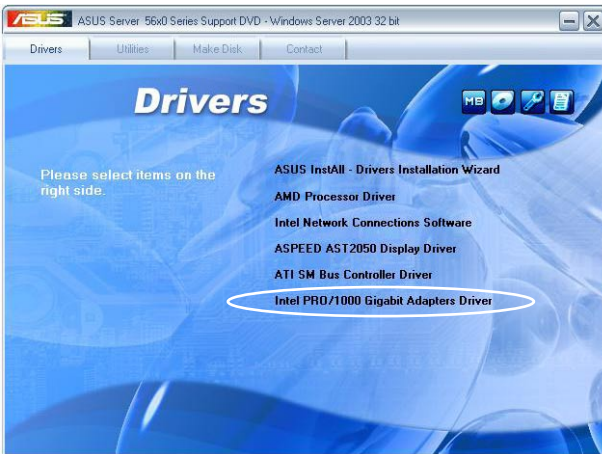 ASUS ASUS Server 56x0 Series Support DVD - Windows Server 2003 32 bit
Drivers Utilities Make Disk Contact
Drivers
MB
Please select items on the
right side.
ASUS InstAll - Drivers Installation Wizard
AMD Processor Driver
Intel Network Connections Software
ASPEED AST2050 Display Driver
ATI SM Bus Controller Driver
Intel PRO/1000 Gigabit Adapters Driver